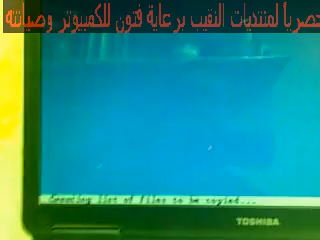 حصرياً لمنتديات النقيب برعاية فنون للكمبيوتر وصيانته
Creating list of files to be copied...
TOSHIBA